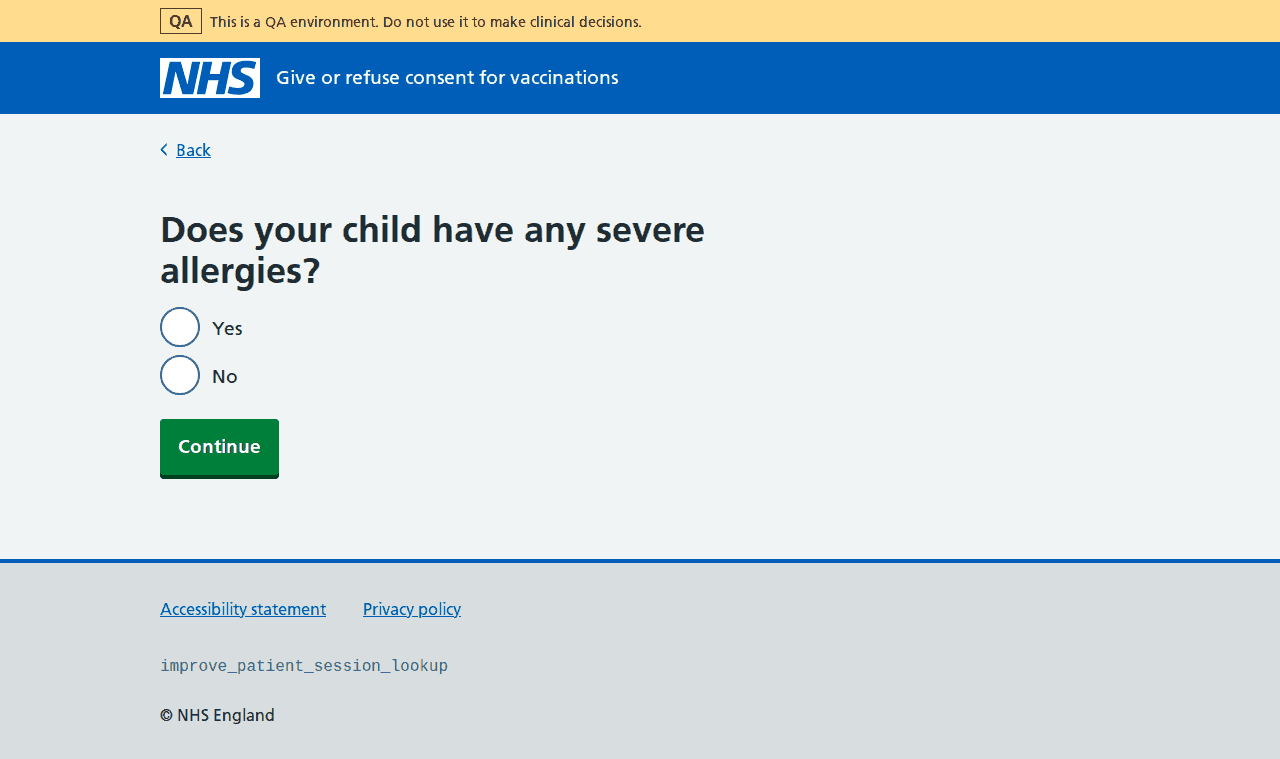 QA This is a QA environment. Do not use it to make clinical decisions.
NHS Give or refuse consent for vaccinations
Back
Does your child have any severe
allergies?
Yes
No
Continue
Accessibility statement Privacy policy
improve_patient_session_lookup
© NHS England